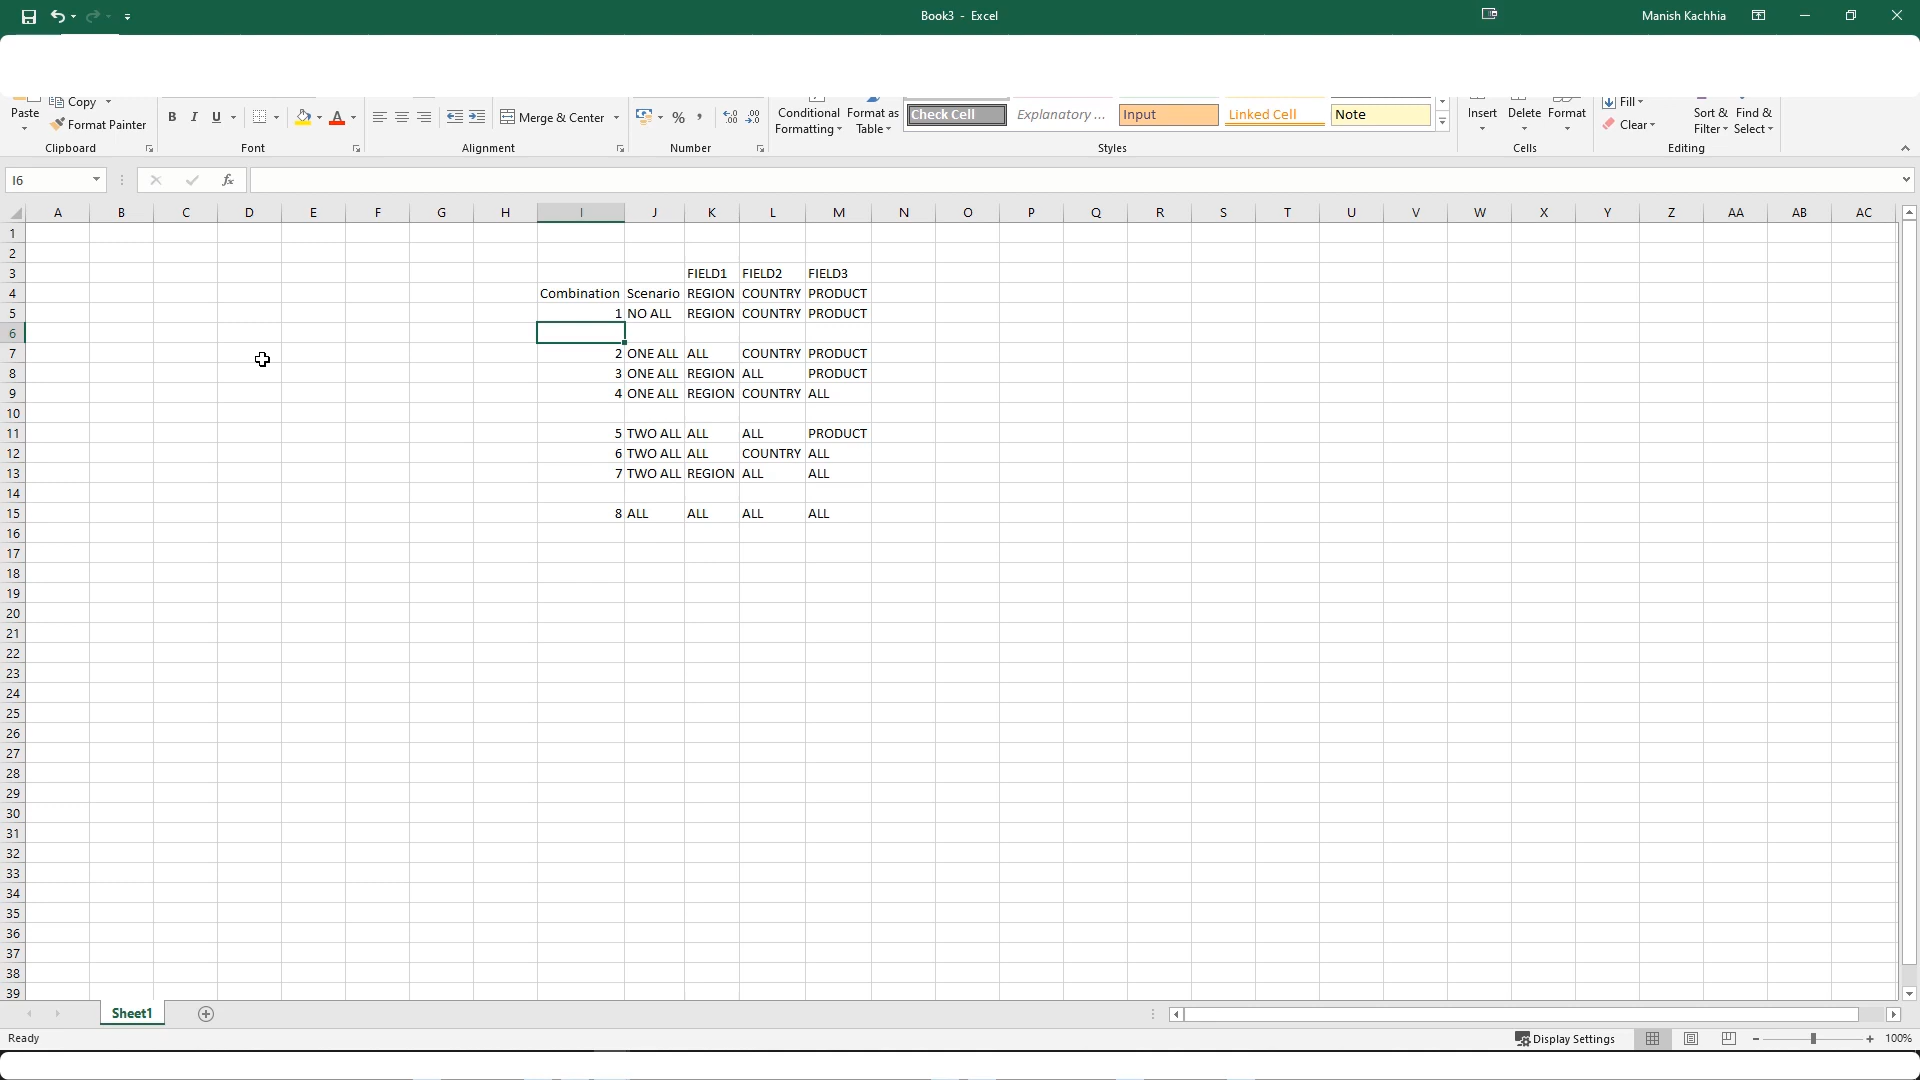 Book3 - Excel
Manish Kachhia
Paste
Copy
Format Painter
B I U
Merge & Center
%
Conditional Formatting
Format as Table
Check Cell
Explanatory ...
Input
Linked Cell
Note
Insert
Delete
Format
Fill
Clear
Sort & Filter
Find & Select
Clipboard
Font
Alignment
Number
Styles
Cells
Editing
I6
fx
A B C D E F G H I J K L M N O P Q R S T U V W X Y Z AA AB AC
1
2
3 FIELD1 FIELD2 FIELD3
4 Combination Scenario REGION COUNTRY PRODUCT
5 1 NO ALL REGION COUNTRY PRODUCT
6
7 2 ONE ALL ALL COUNTRY PRODUCT
8 3 ONE ALL REGION ALL PRODUCT
9 4 ONE ALL REGION COUNTRY ALL
10
11 5 TWO ALL ALL ALL PRODUCT
12 6 TWO ALL ALL COUNTRY ALL
13 7 TWO ALL REGION ALL ALL
14
15 8 ALL ALL ALL ALL
16
17
18
19
20
21
22
23
24
25
26
27
28
29
30
31
32
33
34
35
36
37
38
39
Sheet1
Ready
Display Settings
100%